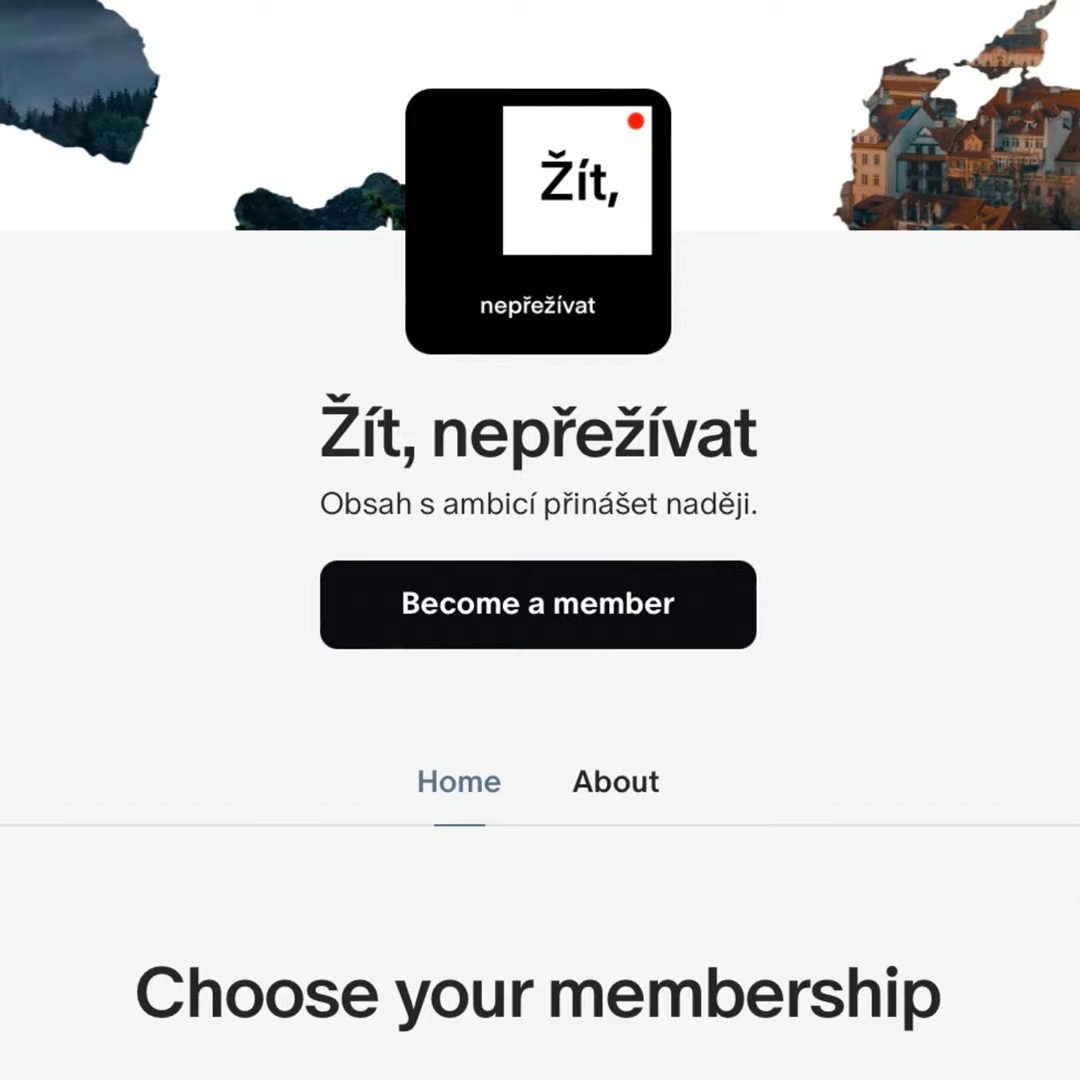 Žít,
nepřežívat
Žít, nepřežívat
Obsah s ambicí přinášet naději.
Become a member
Home About
Choose your membership